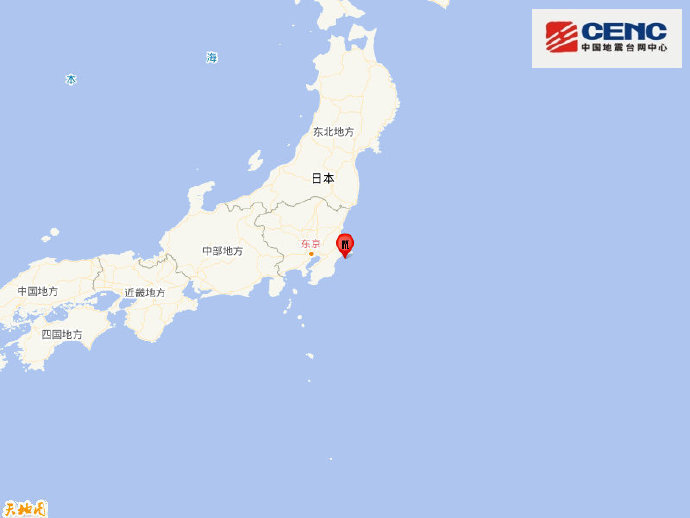 CENC
中国地震台网中心
海
本
东北地方
日本
东京
中部地方
中国地方
近畿地方
四国地方
天地图